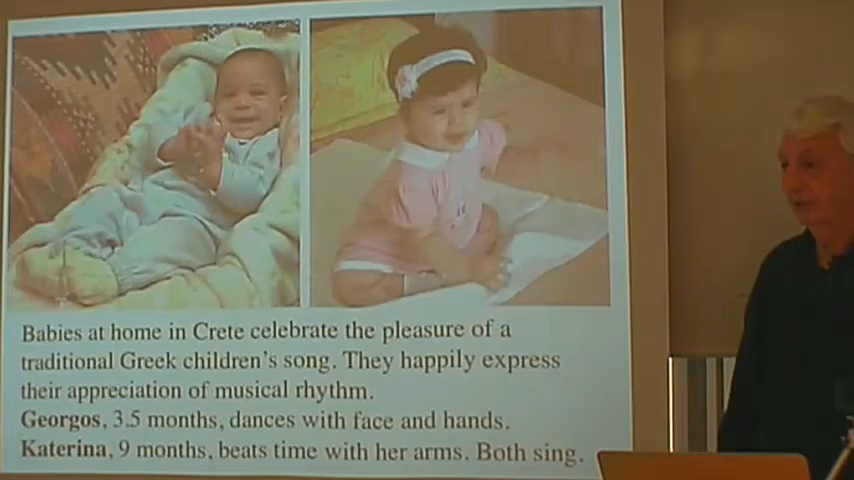 Babies at home in Crete celebrate the pleasure of a
traditional Greek children's song. They happily express
their appreciation of musical rhythm.
Georgos, 3.5 months, dances with face and hands.
Katerina, 9 months, beats time with her arms. Both sing.